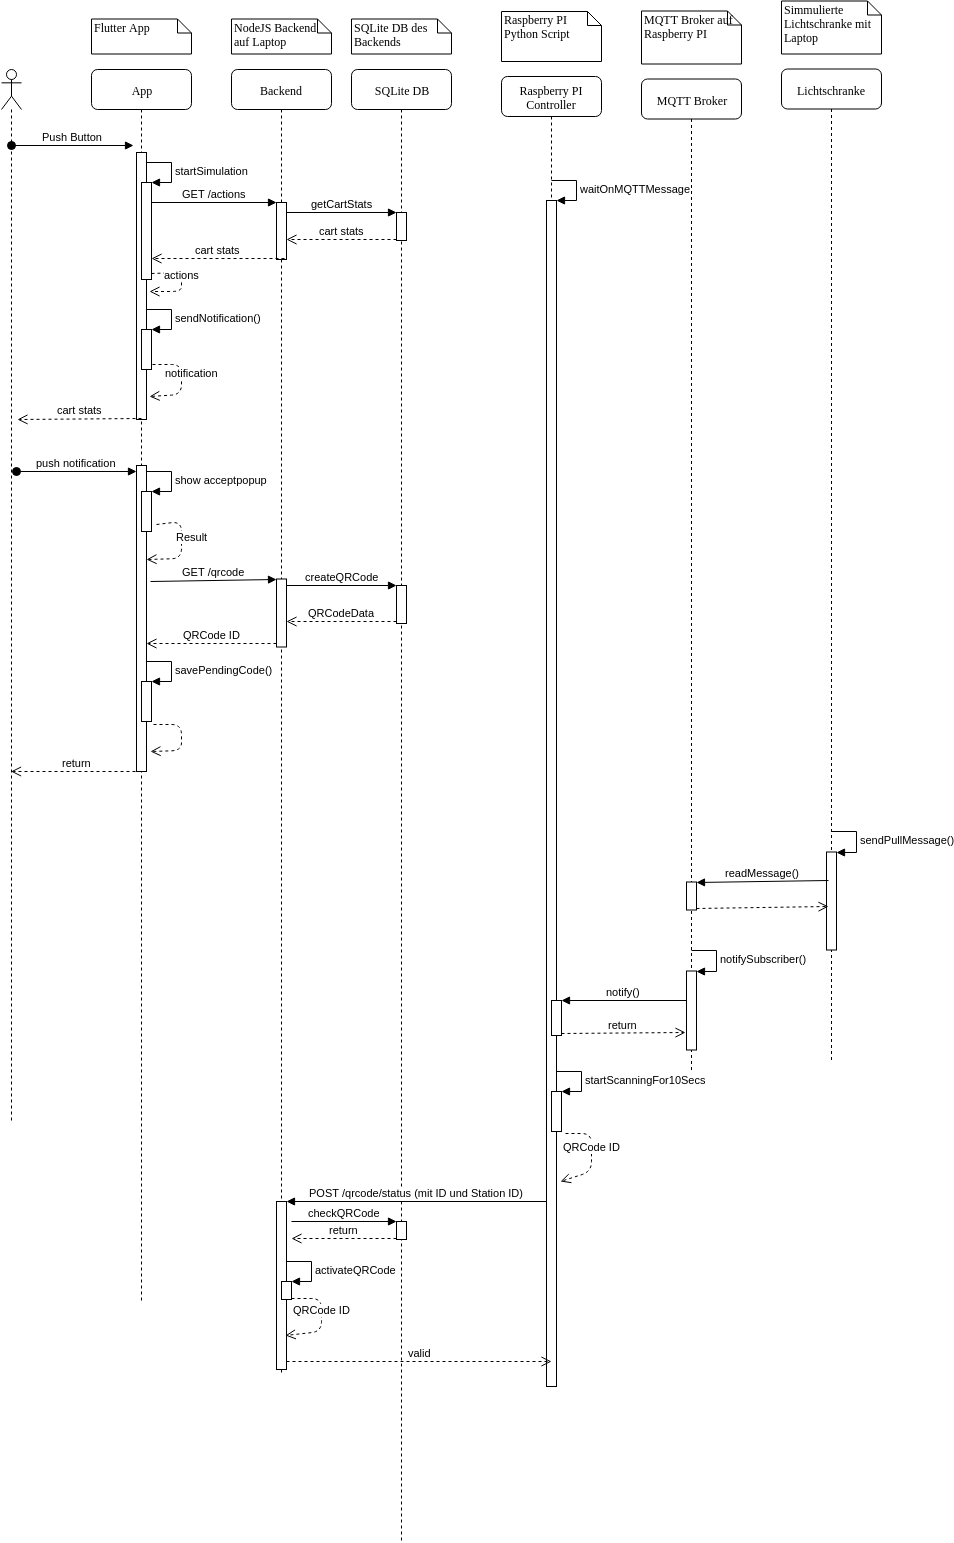 Flutter App
NodeJS Backend
auf Laptop
SQLite DB des
Backends
Raspberry PI
Python Script
MQTT Broker auf
Raspberry PI
Simmulierte
Lichtschranke mit
Laptop
App
Backend
SQLite DB
Raspberry PI
Controller
MQTT Broker
Lichtschranke
Push Button
startSimulation
waitOnMQTTMessage
GET /actions
getCartStats
cart stats
cart stats
actions
sendNotification()
notification
cart stats
push notification
show acceptpopup
Result
GET /qrcode
createQRCode
QRCodeData
QRCode ID
savePendingCode()
return
sendPullMessage()
readMessage()
notifySubscriber()
notify()
return
startScanningFor10Secs
QRCode ID
POST /qrcode/status (mit ID und Station ID)
checkQRCode
return
activateQRCode
QRCode ID
valid